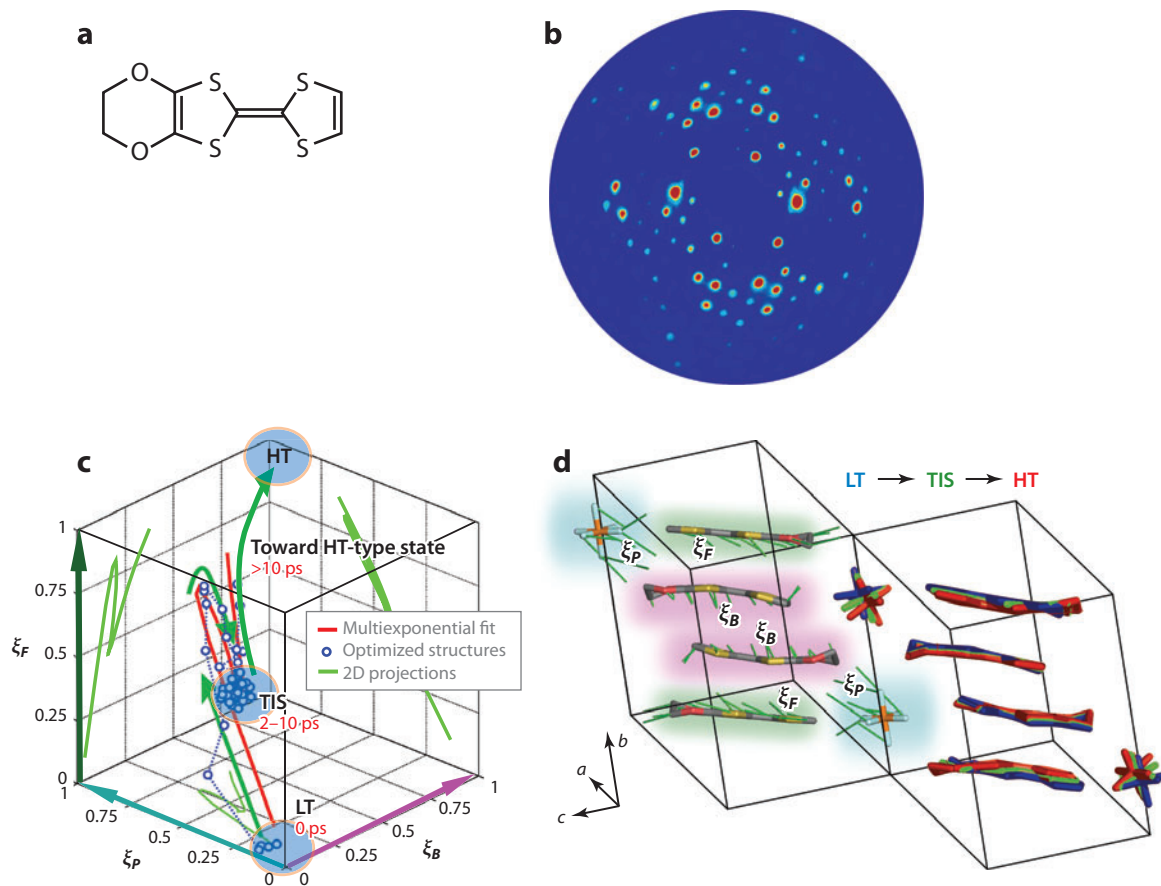 a
O
S
S
O
S
S
b
c
HT
Toward HT-type state
>10 ps
Multiexponential fit
Optimized structures
2D projections
TIS
2–10 ps
LT
0 ps
1
0.75
0.5
0.25
0
ξF
1
0.75
0.5
0.25
0
ξP
0
0.25
0.5
0.75
1
ξB
d
LT → TIS → HT
ξP
ξF
ξB
ξB
ξP
ξF
b
a
c